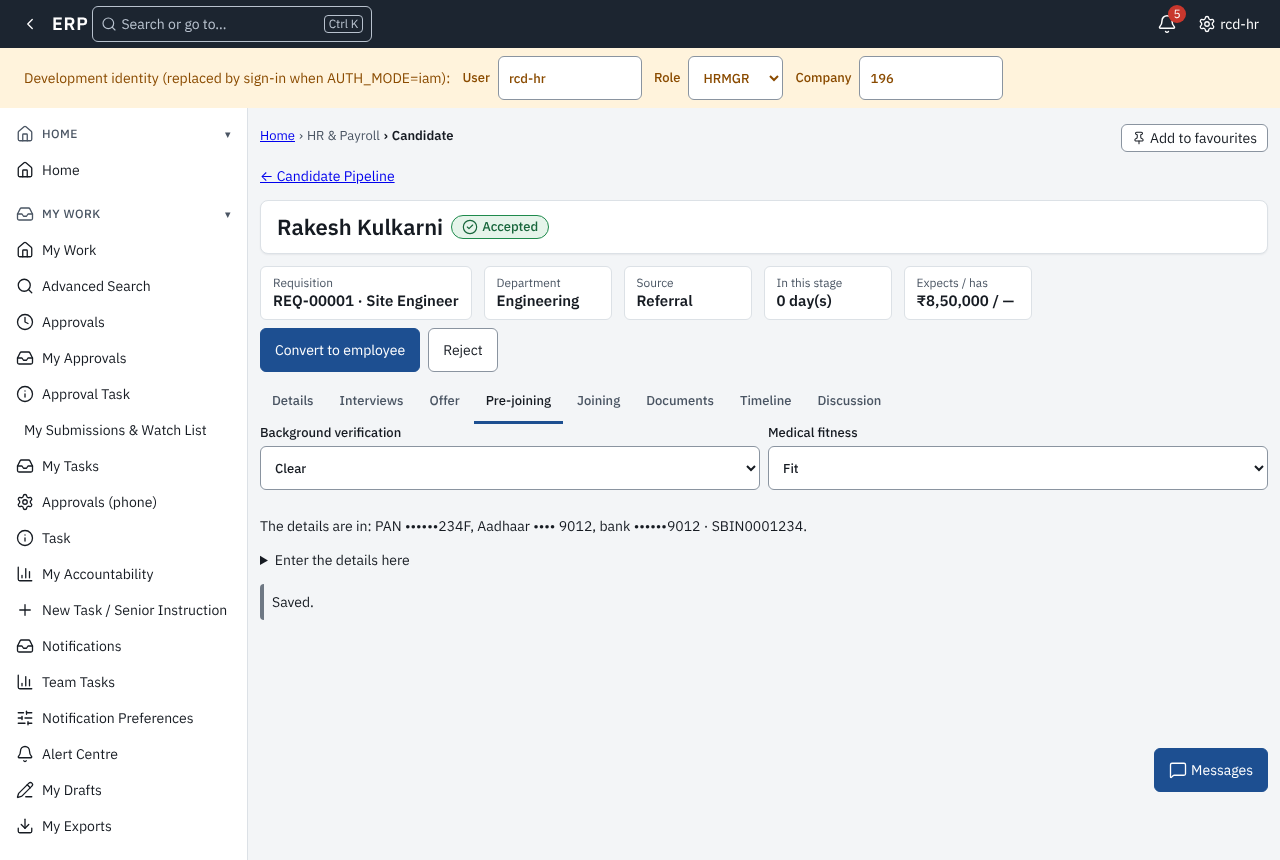 ERP
Search or go to...
Ctrl K
5
rcd-hr
Development identity (replaced by sign-in when AUTH_MODE=iam):
User
rcd-hr
Role
HRMGR
Company
196
HOME
Home
MY WORK
My Work
Advanced Search
Approvals
My Approvals
Approval Task
My Submissions & Watch List
My Tasks
Approvals (phone)
Task
My Accountability
New Task / Senior Instruction
Notifications
Team Tasks
Notification Preferences
Alert Centre
My Drafts
My Exports
Home › HR & Payroll › Candidate
Add to favourites
← Candidate Pipeline
Rakesh Kulkarni
Accepted
Requisition
REQ-00001 · Site Engineer
Department
Engineering
Source
Referral
In this stage
0 day(s)
Expects / has
₹8,50,000 / —
Convert to employee
Reject
Details
Interviews
Offer
Pre-joining
Joining
Documents
Timeline
Discussion
Background verification
Clear
Medical fitness
Fit
The details are in: PAN ••••••234F, Aadhaar •••• 9012, bank ••••••9012 · SBIN0001234.
Enter the details here
Saved.
Messages